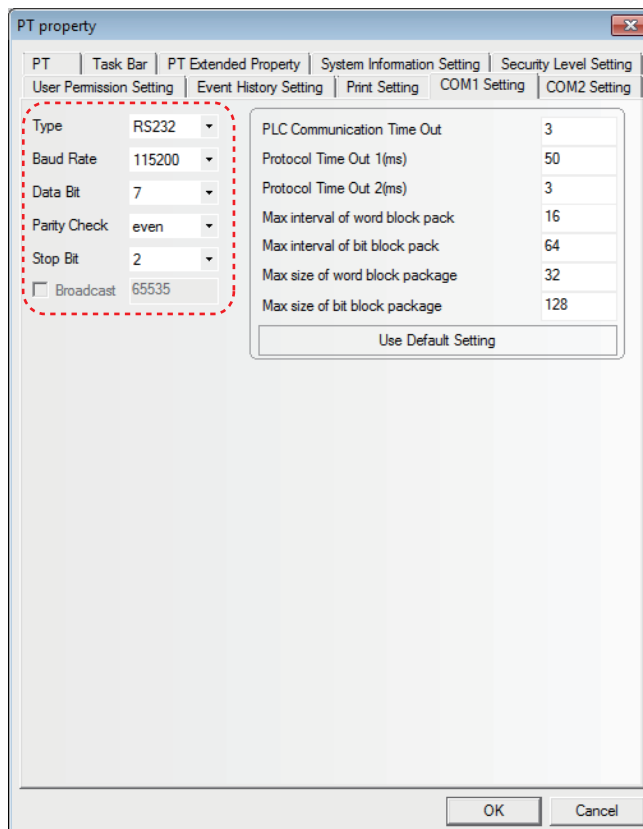 PT property
PT Task Bar PT Extended Property System Information Setting Security Level Setting
User Permission Setting Event History Setting Print Setting COM1 Setting COM2 Setting
Type RS232
Baud Rate 115200
Data Bit 7
Parity Check even
Stop Bit 2
Broadcast 65535
PLC Communication Time Out 3
Protocol Time Out 1(ms) 50
Protocol Time Out 2(ms) 3
Max interval of word block pack 16
Max interval of bit block pack 64
Max size of word block package 32
Max size of bit block package 128
Use Default Setting
OK Cancel